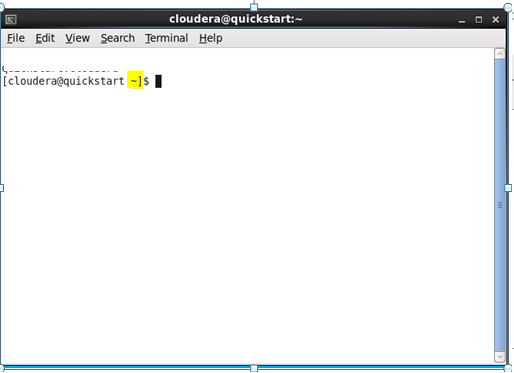 cloudera@quickstart:~
File Edit View Search Terminal Help
[cloudera@quickstart ~]$